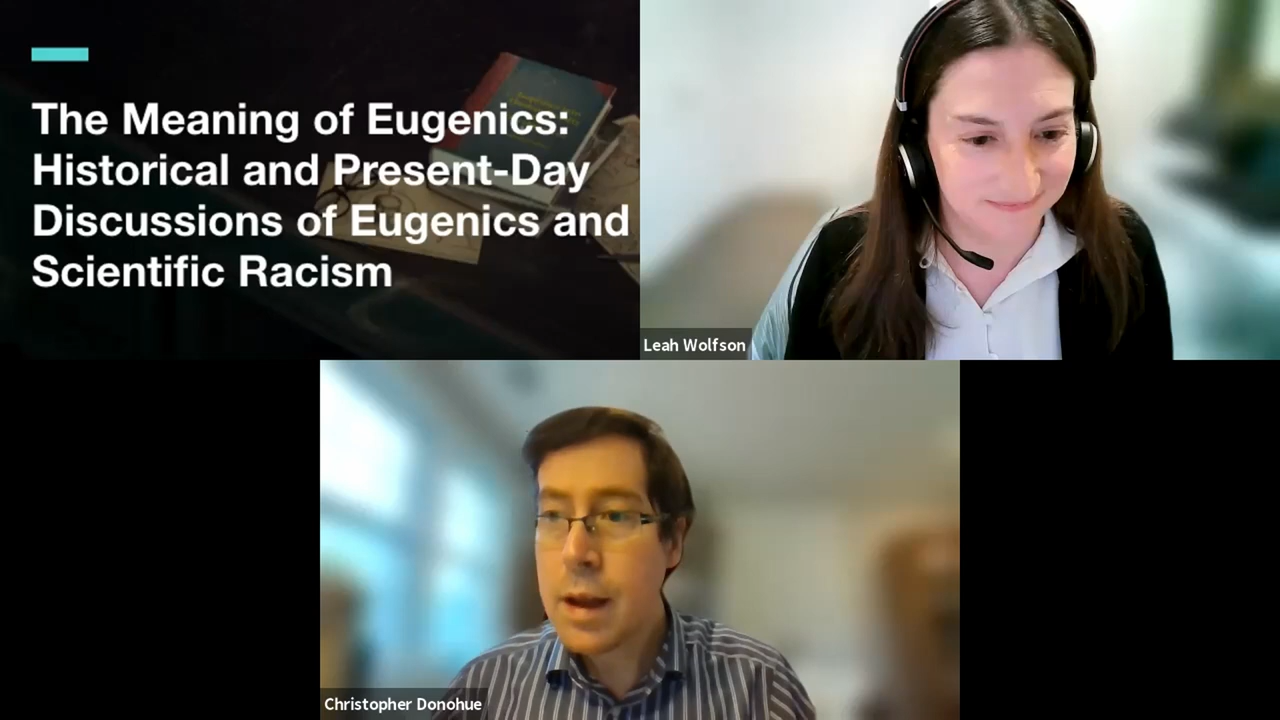 The Meaning of Eugenics:
Historical and Present-Day
Discussions of Eugenics and
Scientific Racism
Leah Wolfson
Christopher Donohue